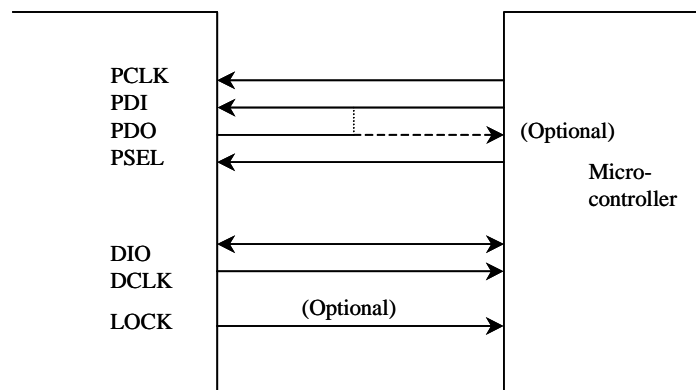 PCLK
PDI
PDO
(Optional)
PSEL
Micro-
controller
DIO
DCLK
(Optional)
LOCK